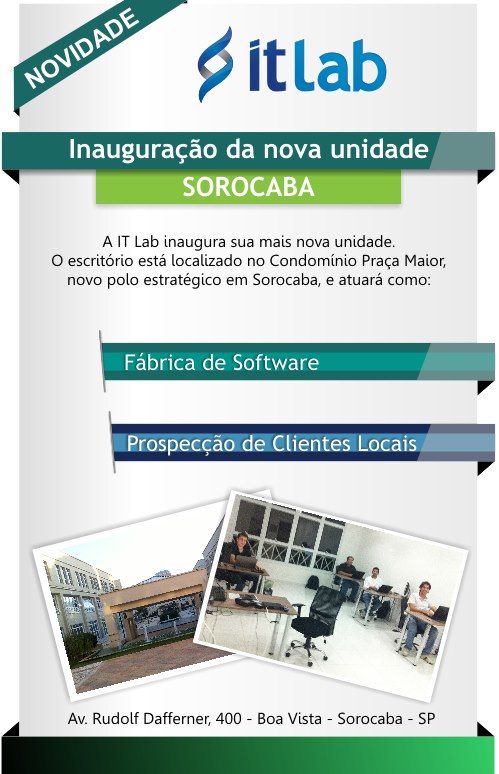 NOVIDADE
itlab
Inauguração da nova unidade
SOROCABA
A IT Lab inaugura sua mais nova unidade.
O escritório está localizado no Condomínio Praça Maior,
novo polo estratégico em Sorocaba, e atuará como:
Fábrica de Software
Prospecção de Clientes Locais
Av. Rudolf Dafferner, 400 - Boa Vista - Sorocaba - SP